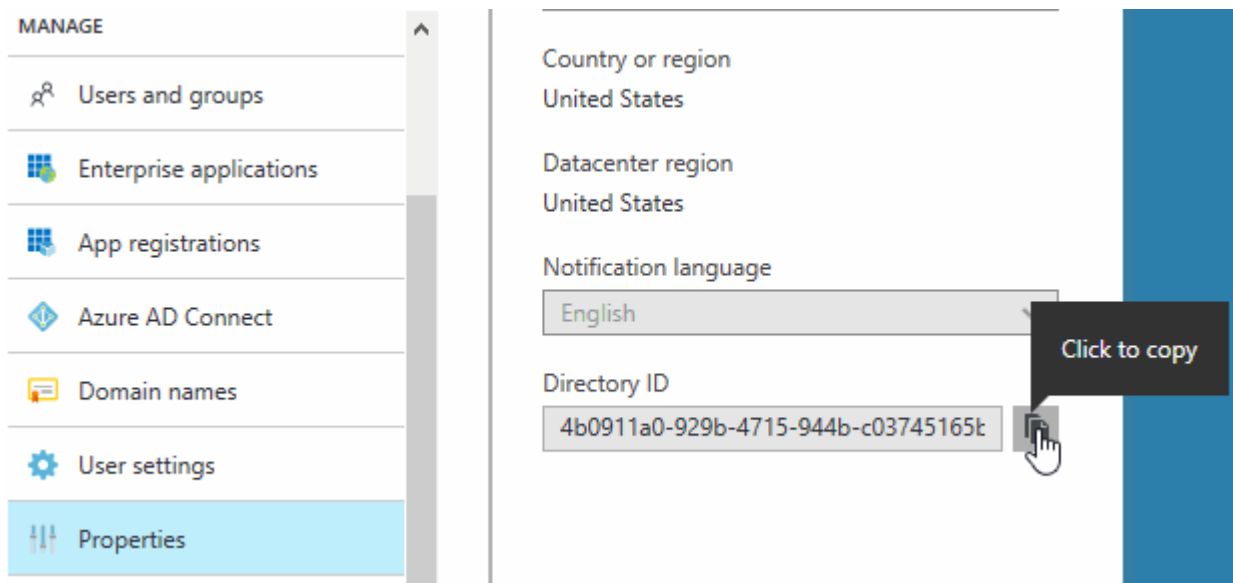 MANAGE
Users and groups
Enterprise applications
App registrations
Azure AD Connect
Domain names
User settings
Properties
Country or region
United States
Datacenter region
United States
Notification language
English
Click to copy
Directory ID
4b0911a0-929b-4715-944b-c03745165b